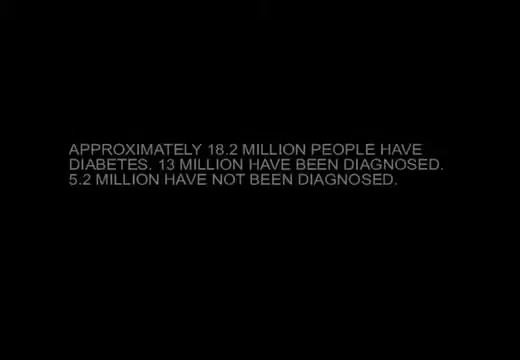 APPROXIMATELY 18.2 MILLION PEOPLE HAVE
DIABETES. 13 MILLION HAVE BEEN DIAGNOSED.
5.2 MILLION HAVE NOT BEEN DIAGNOSED.